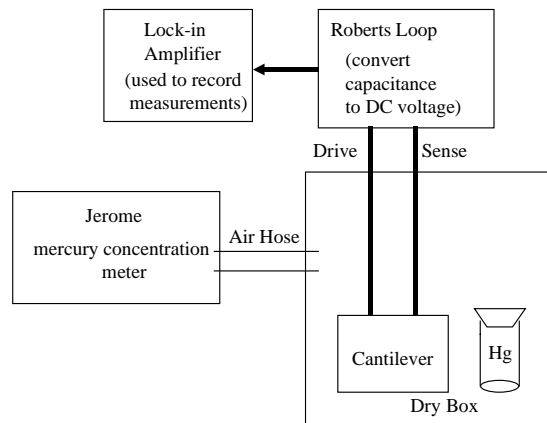 Lock-in
Amplifier
(used to record
measurements)
Roberts Loop
(convert
capacitance
to DC voltage)
Drive
Sense
Jerome
mercury concentration
meter
Air Hose
Cantilever
Hg
Dry Box